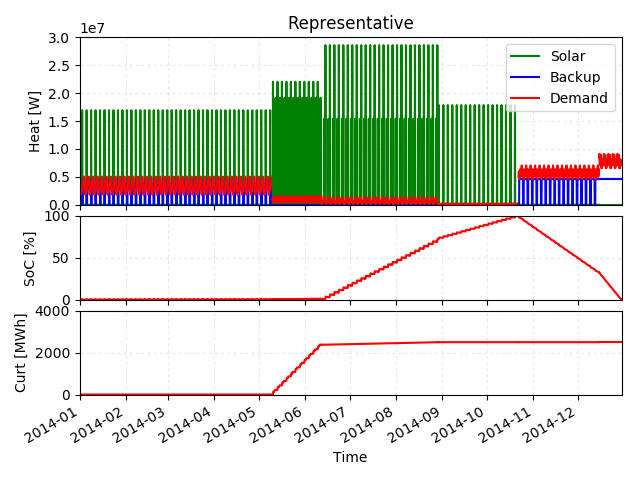 Representative
1e7
3.0
2.5
2.0
1.5
1.0
0.5
0.0
Heat [W]
Solar
Backup
Demand
100
50
0
SoC [%]
4000
2000
0
Curt [MWh]
2014-01
2014-02
2014-03
2014-04
2014-05
2014-06
2014-07
2014-08
2014-09
2014-10
2014-11
2014-12
Time